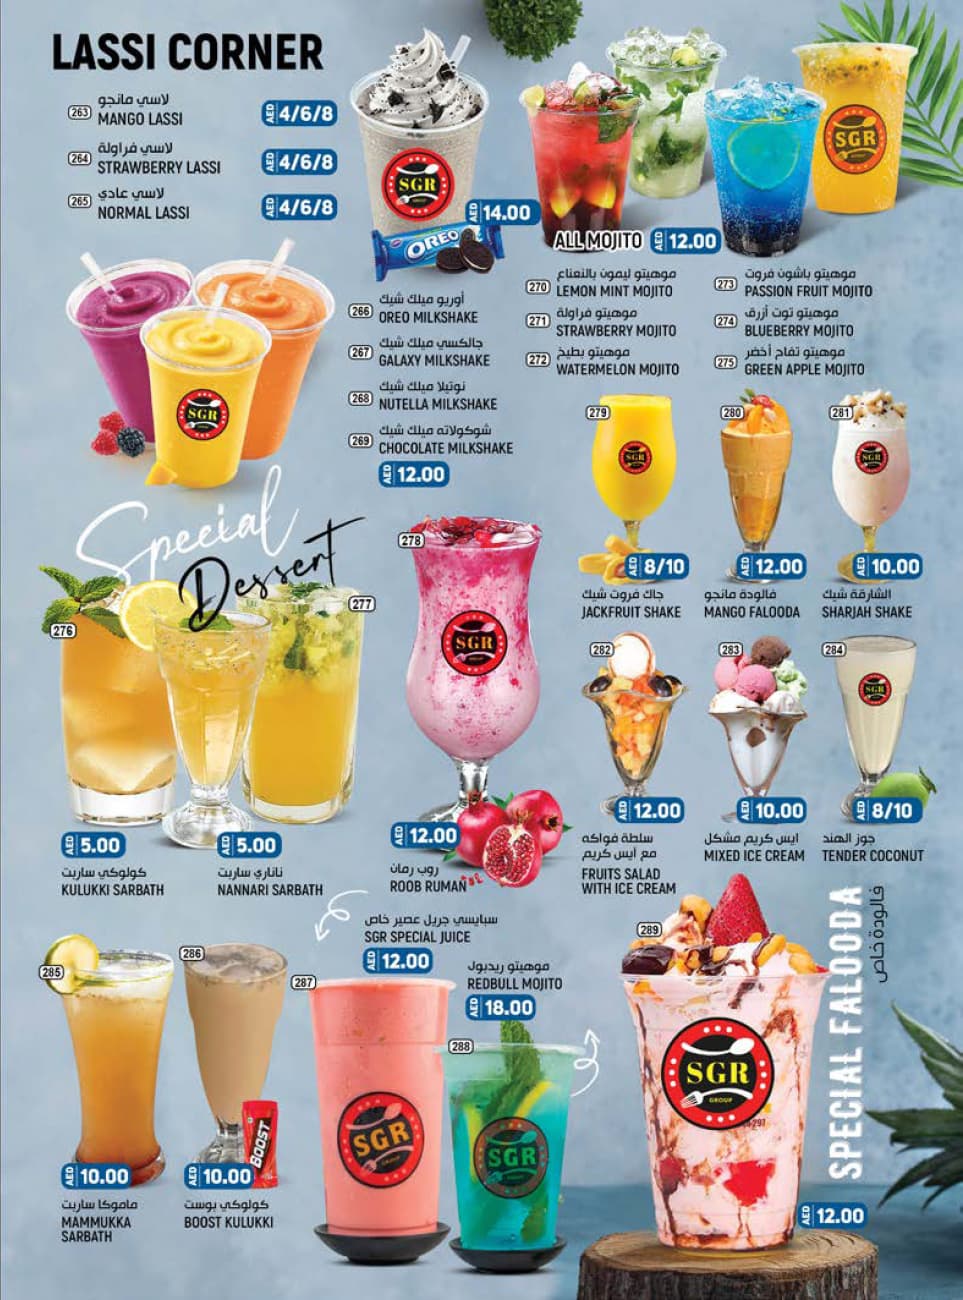 LASSI CORNER
263
لاسي مانجو
MANGO LASSI
AED 4/6/8
264
لاسي فراولة
STRAWBERRY LASSI
AED 4/6/8
265
لاسي عادي
NORMAL LASSI
AED 4/6/8
SGR
OREO
AED 14.00
SGR
ALL MOJITO AED 12.00
266
أوريو ميلك شيك
OREO MILKSHAKE
267
جالكسي ميلك شيك
GALAXY MILKSHAKE
268
نوتيلا ميلك شيك
NUTELLA MILKSHAKE
269
شوكولاته ميلك شيك
CHOCOLATE MILKSHAKE
AED 12.00
270
موهيتو ليمون بالنعناع
LEMON MINT MOJITO
271
موهيتو فراولة
STRAWBERRY MOJITO
272
موهيتو بطيخ
WATERMELON MOJITO
273
موهيتو باشون فروت
PASSION FRUIT MOJITO
274
موهيتو توت أزرق
BLUEBERRY MOJITO
275
موهيتو تفاح أخضر
GREEN APPLE MOJITO
SGR
Special
Dessert
276
AED 5.00
كولوكي ساربت
KULUKKI SARBATH
277
AED 5.00
ناناري ساربت
NANNARI SARBATH
278
SGR
GROUP
AED 12.00
روب رمان
ROOB RUMAN
279
SGR
AED 8/10
جاك فروت شيك
JACKFRUIT SHAKE
280
AED 12.00
فالودة مانجو
MANGO FALOODA
281
SGR
AED 10.00
الشارقة شيك
SHARJAH SHAKE
282
AED 12.00
سلطة فواكه
مع آيس كريم
FRUITS SALAD
WITH ICE CREAM
283
AED 10.00
ايس كريم مشكل
MIXED ICE CREAM
284
SGR
AED 8/10
جوز الهند
TENDER COCONUT
285
AED 10.00
ماموكا ساربت
MAMMUKKA
SARBATH
286
BOOST
AED 10.00
كولوكي بوست
BOOST KULUKKI
سبايسي جريل عصير خاص
SGR SPECIAL JUICE
AED 12.00
287
SGR
GROUP
موهيتو ريدبول
REDBULL MOJITO
AED 18.00
288
SGR
289
SGR
GROUP
SPECIAL FALOODA
فالودة خاص
AED 12.00